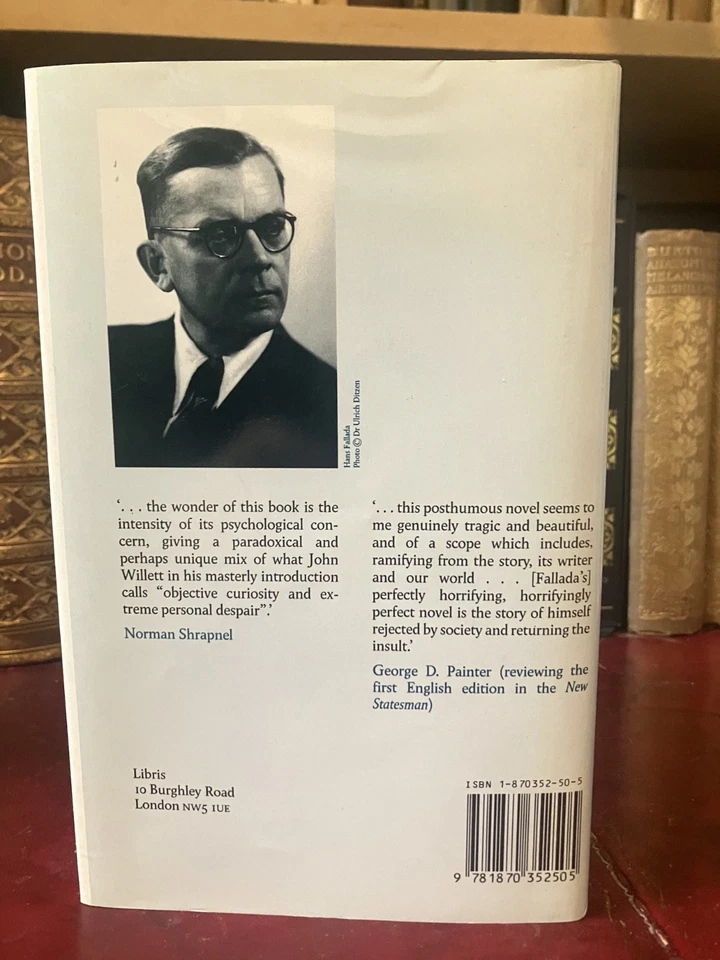 Hans Fallada
Photo © Dr Ulrich Ditzen
‘. . . the wonder of this book is the
intensity of its psychological con-
cern, giving a paradoxical and
perhaps unique mix of what John
Willett in his masterly introduction
calls “objective curiosity and ex-
treme personal despair”.’
Norman Shrapnel
‘. . . this posthumous novel seems to
me genuinely tragic and beautiful,
and of a scope which includes,
ramifying from the story, its writer
and our world . . . [Fallada’s]
perfectly horrifying, horrifyingly
perfect novel is the story of himself
rejected by society and returning the
insult.’
George D. Painter (reviewing the
first English edition in the New
Statesman)
Libris
10 Burghley Road
London NW5 1UE
ISBN 1-870352-50-5
9 781870 352505